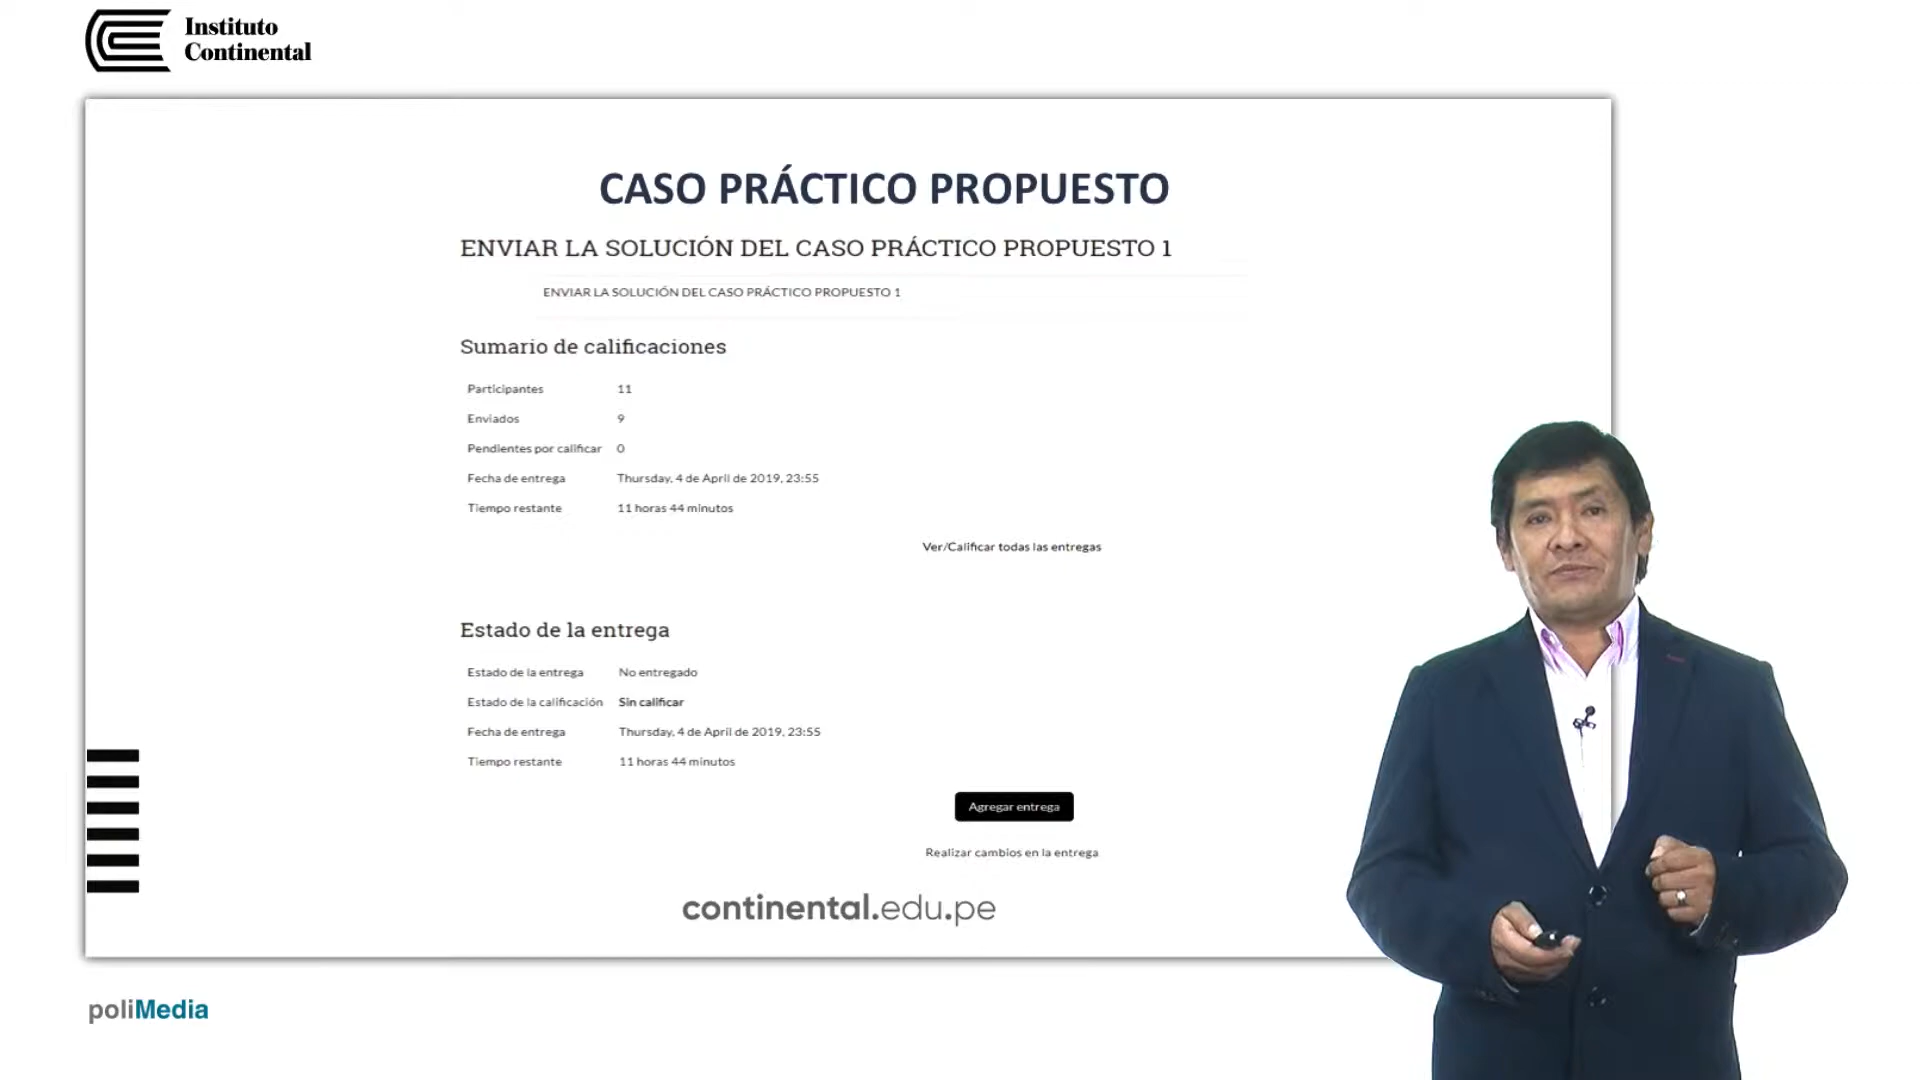 Instituto
Continental
CASO PRÁCTICO PROPUESTO
ENVIAR LA SOLUCIÓN DEL CASO PRÁCTICO PROPUESTO 1
ENVIAR LA SOLUCIÓN DEL CASO PRÁCTICO PROPUESTO 1
Sumario de calificaciones
Participantes 11
Enviados 9
Pendientes por calificar 0
Fecha de entrega Thursday, 4 de April de 2019, 23:55
Tiempo restante 11 horas 44 minutos
Ver/Calificar todas las entregas
Estado de la entrega
Estado de la entrega No entregado
Estado de la calificación Sin calificar
Fecha de entrega Thursday, 4 de April de 2019, 23:55
Tiempo restante 11 horas 44 minutos
Agregar entrega
Realizar cambios en la entrega
continental.edu.pe
poliMedia